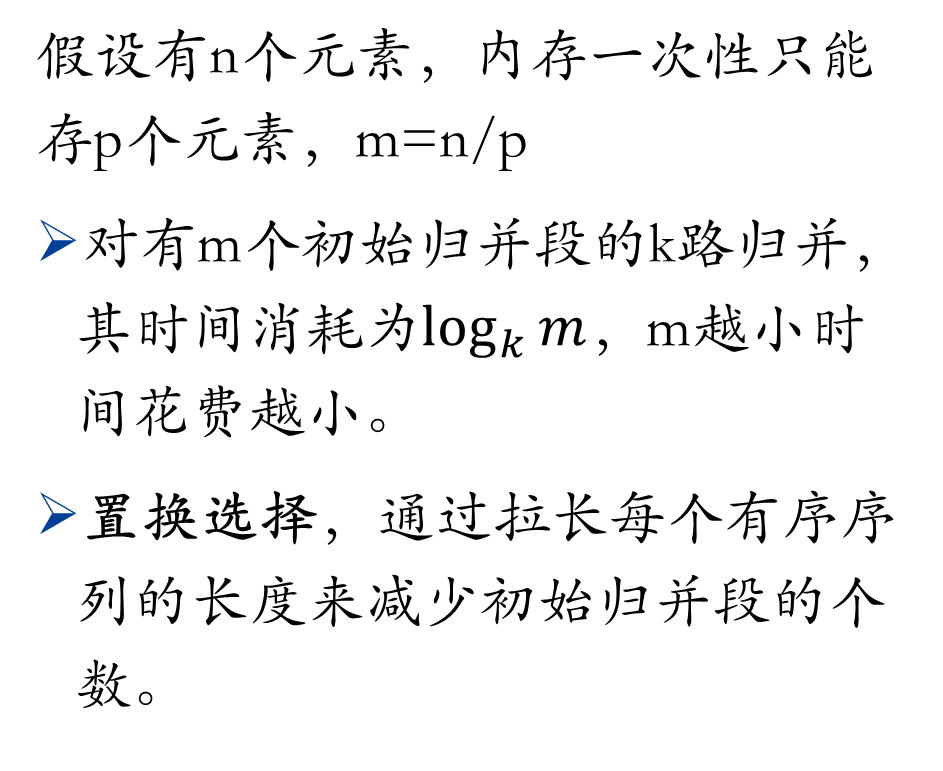 假设有n个元素，内存一次性只能
存p个元素，m=n/p
➢对有m个初始归并段的k路归并，
其时间消耗为logₖ m，m越小时
间花费越小。
➢置换选择，通过拉长每个有序序
列的长度来减少初始归并段的个
数。